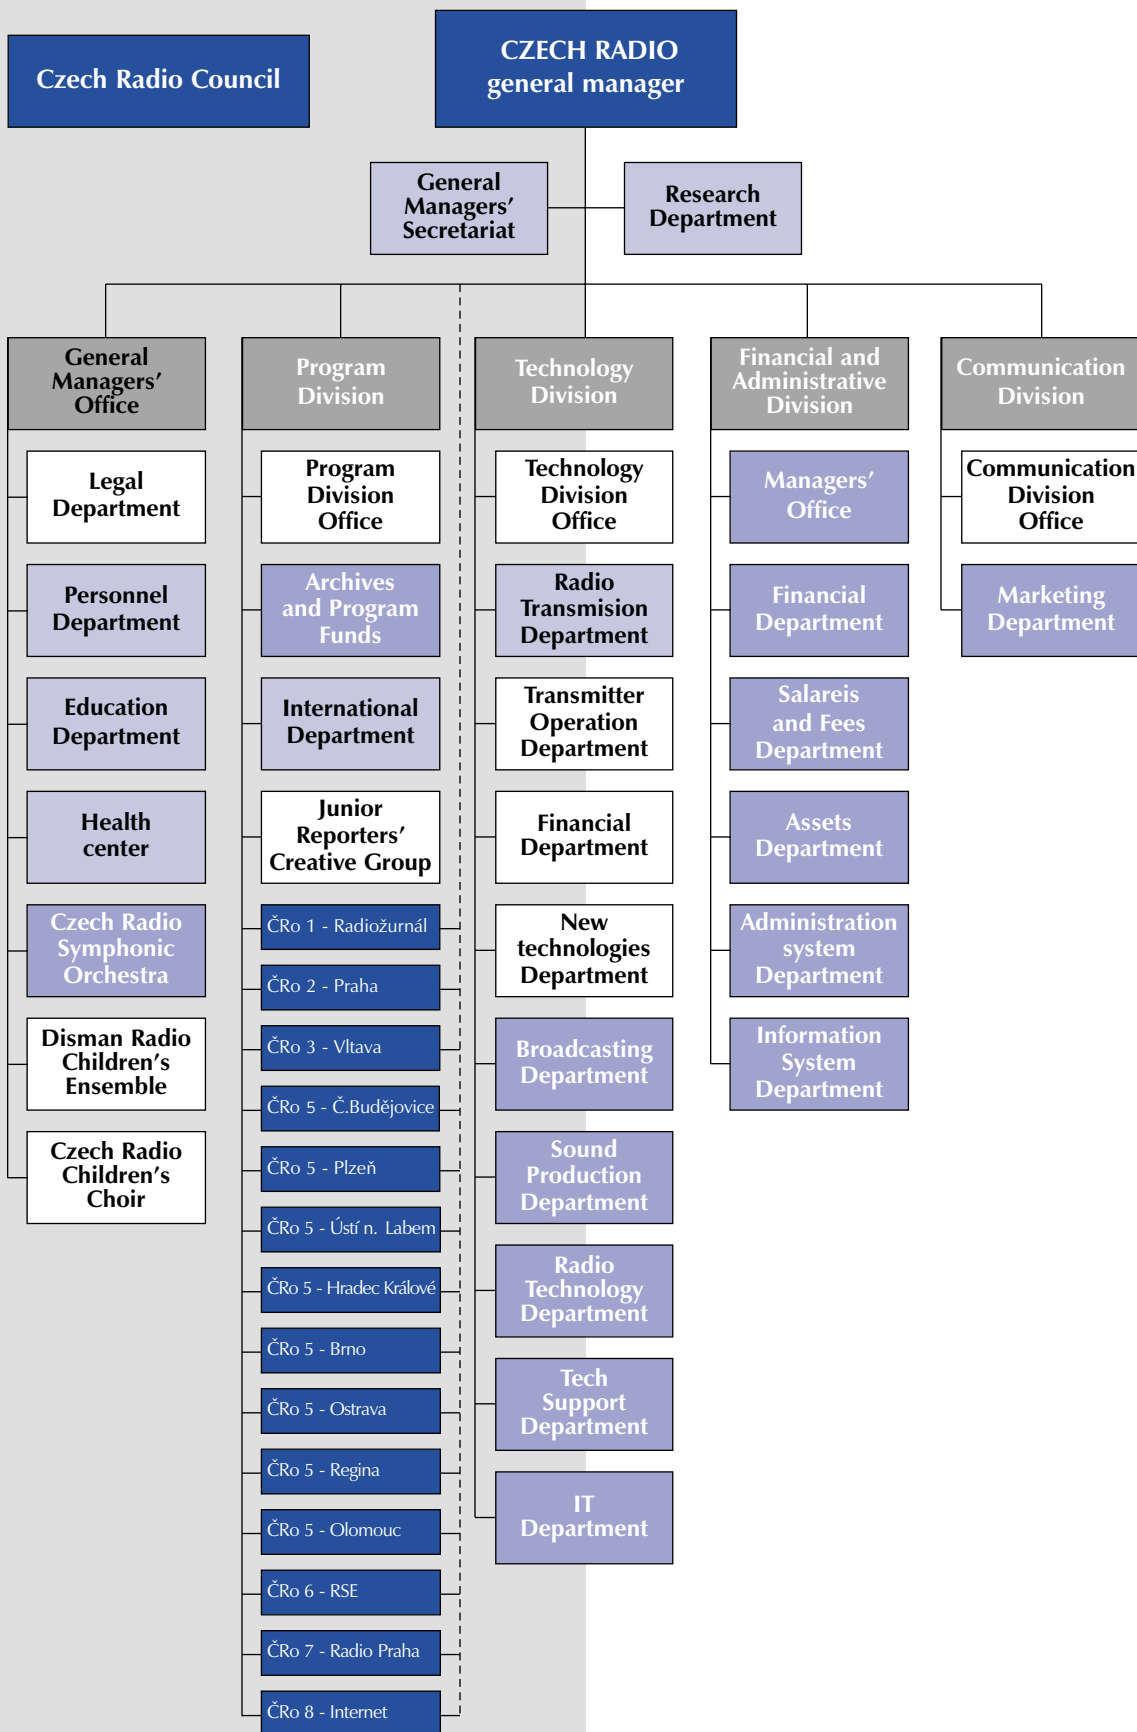 Czech Radio Council
CZECH RADIO
general manager
General
Managers'
Secretariat
Research
Department
General
Managers'
Office
Legal
Department
Personnel
Department
Education
Department
Health
center
Czech Radio
Symphonic
Orchestra
Disman Radio
Children's
Ensemble
Czech Radio
Children's
Choir
Program
Division
Program
Division
Office
Archives
and Program
Funds
International
Department
Junior
Reporters'
Creative Group
ČRo 1 - Radiožurnál
ČRo 2 - Praha
ČRo 3 - Vltava
ČRo 5 - Č.Budějovice
ČRo 5 - Plzeň
ČRo 5 - Ústí n. Labem
ČRo 5 - Hradec Králové
ČRo 5 - Brno
ČRo 5 - Ostrava
ČRo 5 - Regina
ČRo 5 - Olomouc
ČRo 6 - RSE
ČRo 7 - Radio Praha
ČRo 8 - Internet
Technology
Division
Technology
Division
Office
Radio
Transmision
Department
Transmitter
Operation
Department
Financial
Department
New
technologies
Department
Broadcasting
Department
Sound
Production
Department
Radio
Technology
Department
Tech
Support
Department
IT
Department
Financial and
Administrative
Division
Managers'
Office
Financial
Department
Salareis
and Fees
Department
Assets
Department
Administration
system
Department
Information
System
Department
Communication
Division
Communication
Division
Office
Marketing
Department